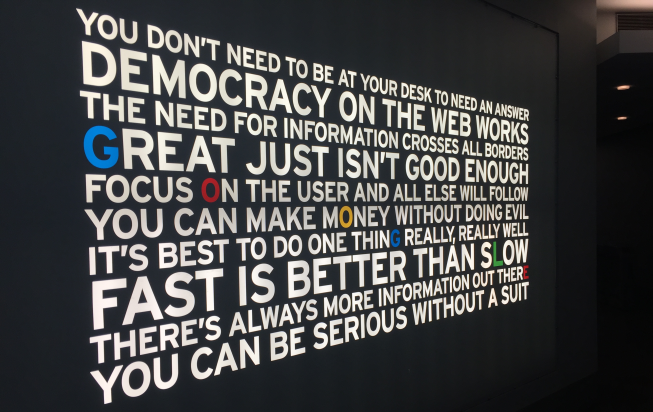 YOU DON'T NEED TO BE AT YOUR DESK TO NEED AN ANSWER
DEMOCRACY ON THE WEB WORKS
THE NEED FOR INFORMATION CROSSES ALL BORDERS
GREAT JUST ISN'T GOOD ENOUGH
FOCUS ON THE USER AND ALL ELSE WILL FOLLOW
YOU CAN MAKE MONEY WITHOUT DOING EVIL
IT'S BEST TO DO ONE THING REALLY, REALLY WELL
FAST IS BETTER THAN SLOW
THERE'S ALWAYS MORE INFORMATION OUT THERE
YOU CAN BE SERIOUS WITHOUT A SUIT